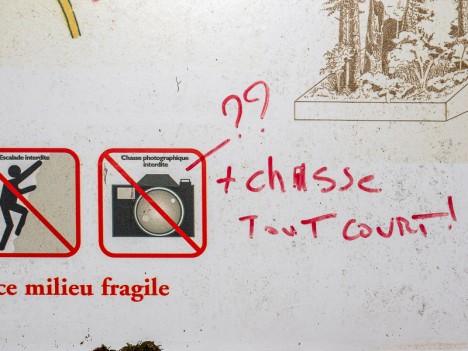 ??
Escalade interdite
Chasse photographique
interdite
+ chasse
TOUT COURT!
ce milieu fragile